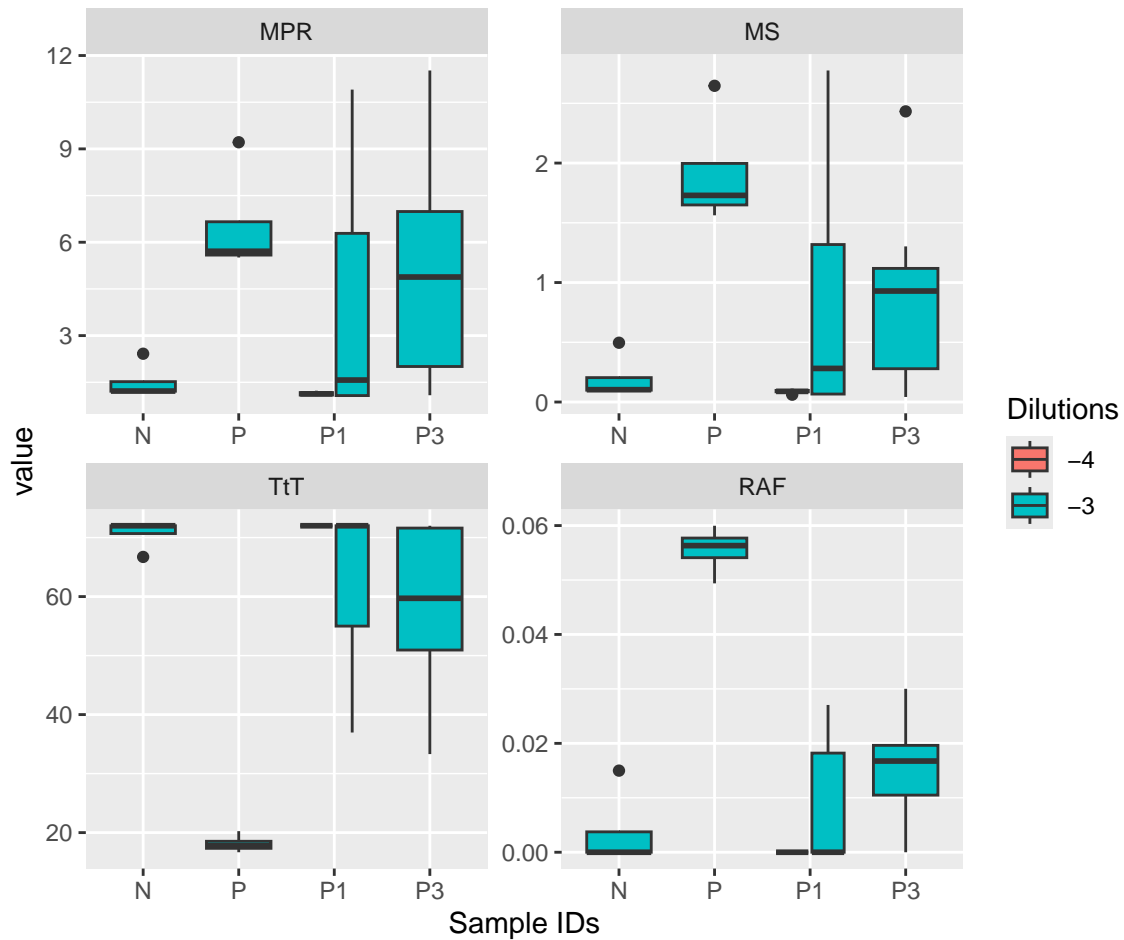 MPR
MS
12
9
6
3
2
1
0
N P P1 P3
N P P1 P3
value
TtT
RAF
60
40
20
0.06
0.04
0.02
0.00
N P P1 P3
N P P1 P3
Sample IDs
Dilutions
−4
−3